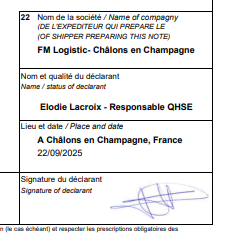 22 Nom de la société / Name of compagny
(DE L'EXPEDITEUR QUI PREPARE LE
(OF SHIPPER PREPARING THIS NOTE)
FM Logistic- Châlons en Champagne
Nom et qualité du déclarant
Name / status of declarant
Elodie Lacroix - Responsable QHSE
Lieu et date / Place and date
A Châlons en Champagne, France
22/09/2025
Signature du déclarant
Signature of declarant
n (le cas échéant) et respecter les prescriptions obligatoires des